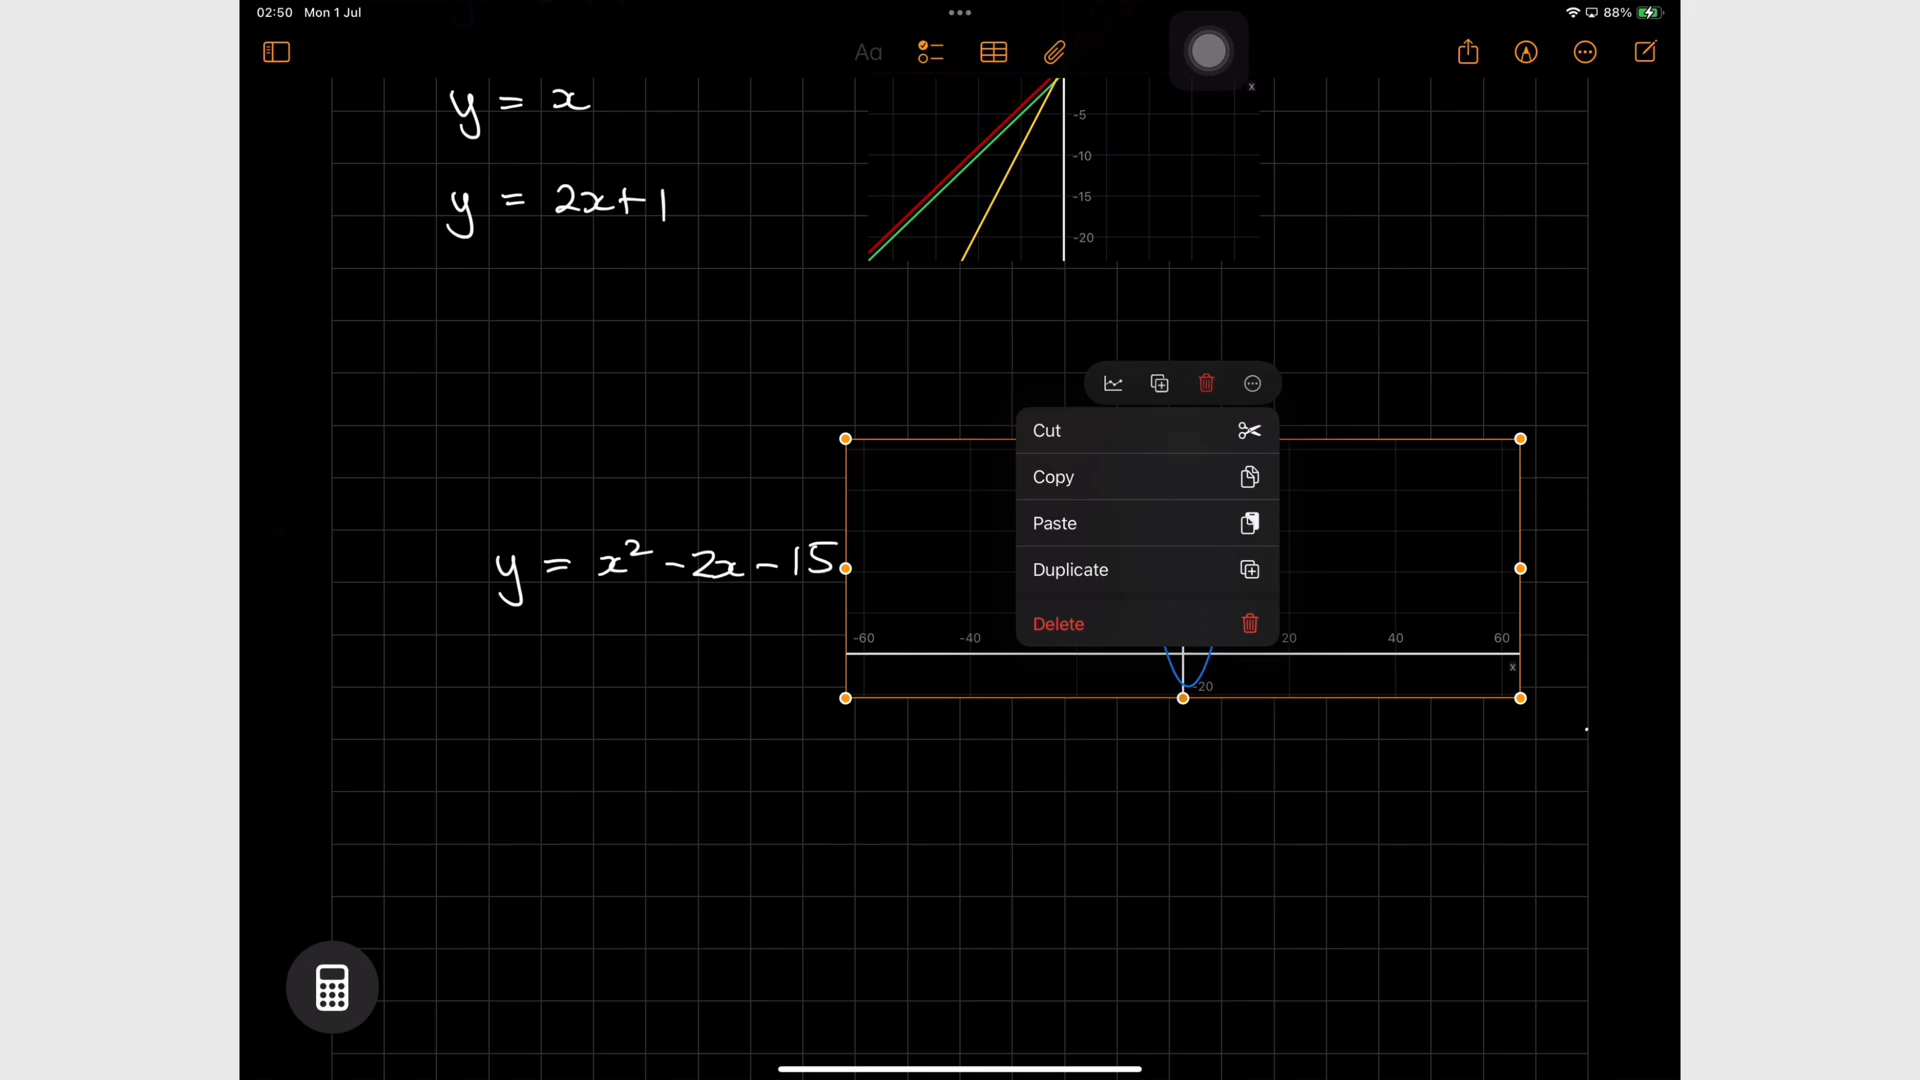 02:50 Mon 1 Jul 88%
Aa
y = x
x
-5
-10
-15
-20
y = 2x+1
Cut
Copy
Paste
Duplicate
Delete
y = x² -2x -15
-60 -40 20 40 60
x
-20